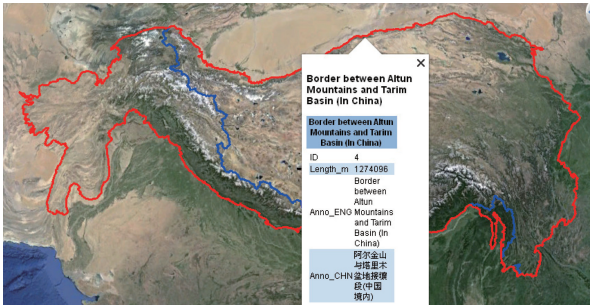 Border between Altun
Mountains and Tarim
Basin (In China)
Border between Altun
Mountains and Tarim
Basin (In China)
ID 4
Length_m 1274096
Border
between
Altun
Anno_ENG Mountains
and Tarim
Basin (In
China)
阿尔金山
与塔里木
Anno_CHN 盆地接壤
段(中国
境内)